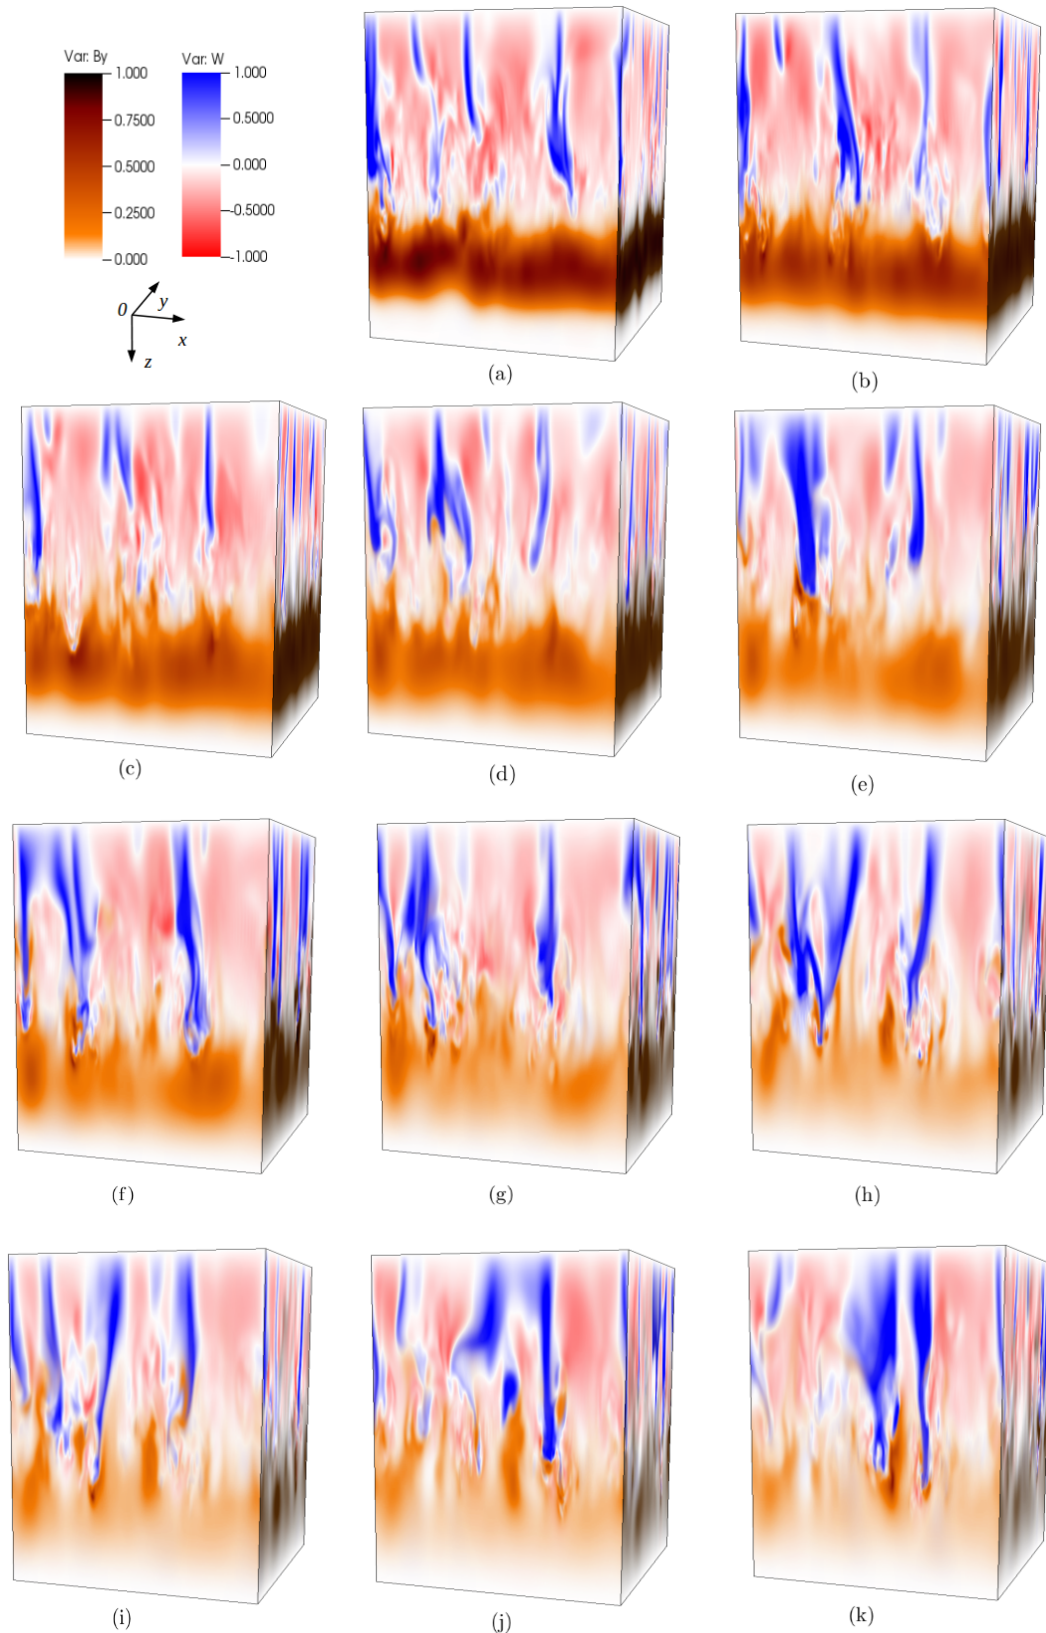 Var: By
1.000
0.7500
0.5000
0.2500
0.000
Var: W
1.000
0.5000
0.000
-0.5000
-1.000
0
y
x
z
(a)
(b)
(c)
(d)
(e)
(f)
(g)
(h)
(i)
(j)
(k)